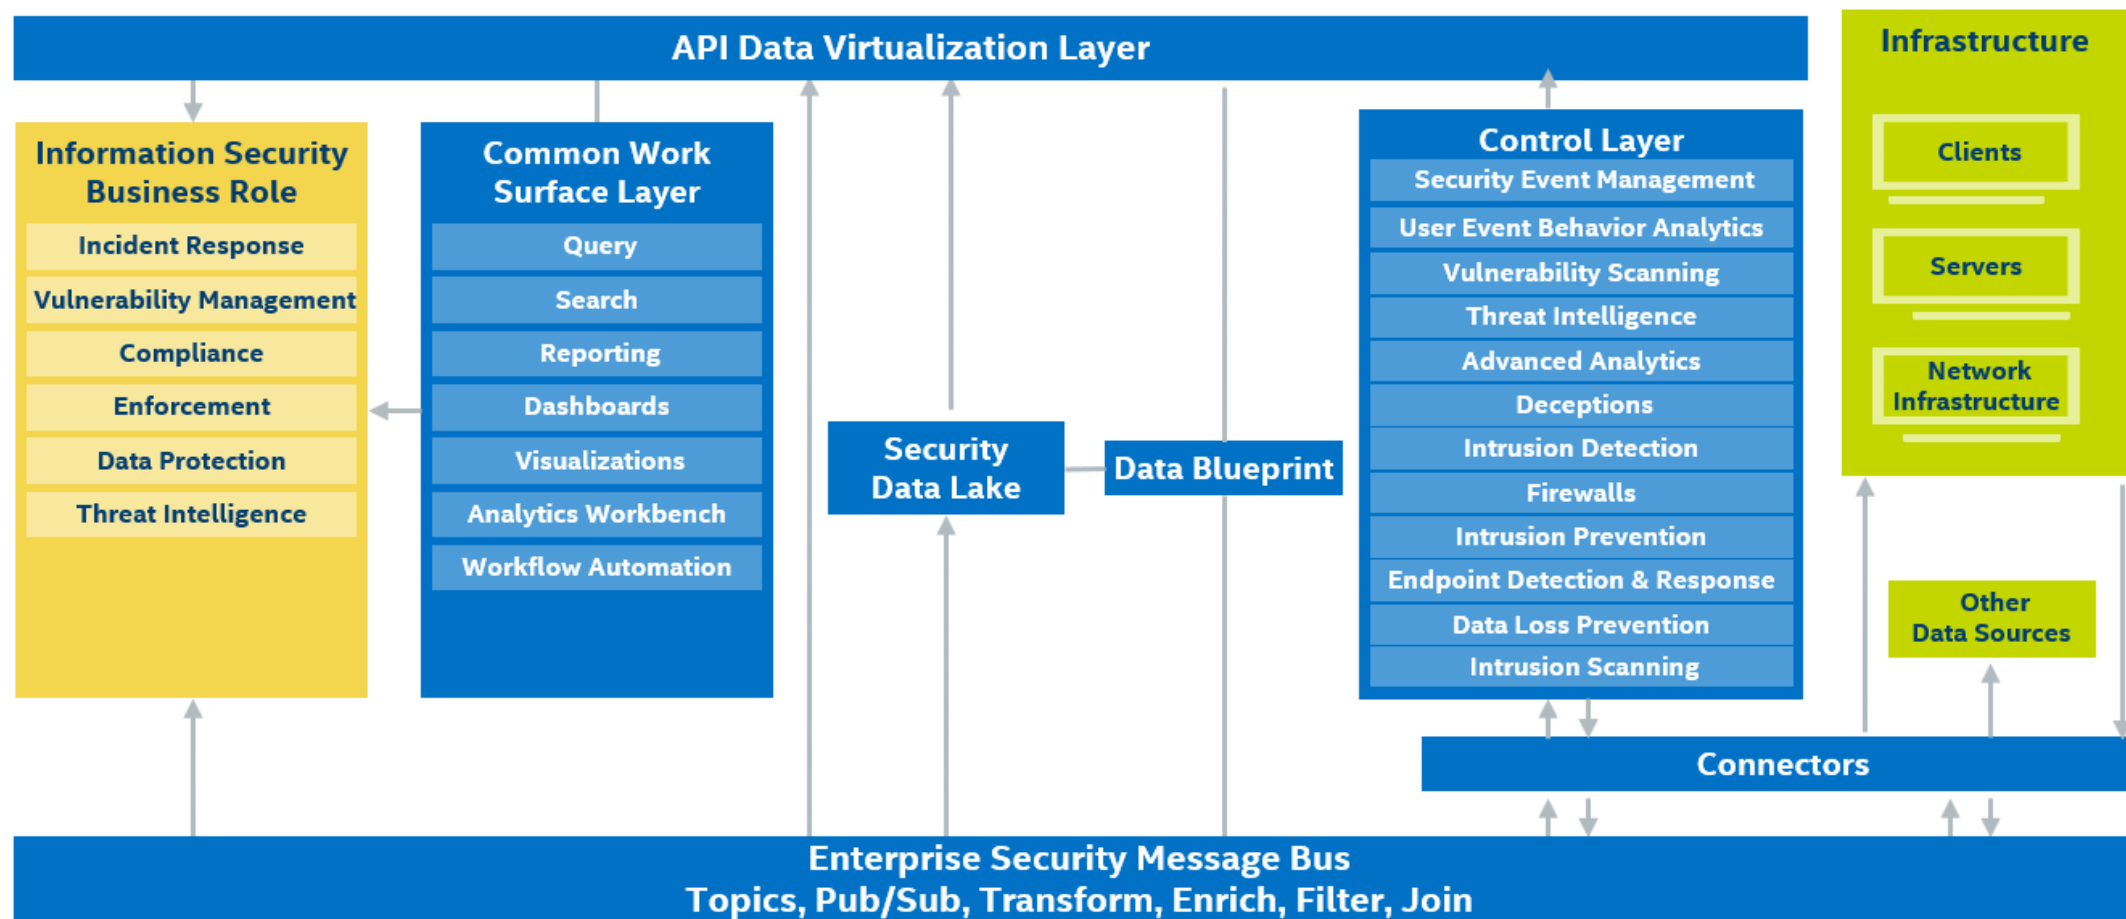 API Data Virtualization Layer
Information Security
Business Role
Incident Response
Vulnerability Management
Compliance
Enforcement
Data Protection
Threat Intelligence
Common Work
Surface Layer
Query
Search
Reporting
Dashboards
Visualizations
Analytics Workbench
Workflow Automation
Security
Data Lake
Data Blueprint
Control Layer
Security Event Management
User Event Behavior Analytics
Vulnerability Scanning
Threat Intelligence
Advanced Analytics
Deceptions
Intrusion Detection
Firewalls
Intrusion Prevention
Endpoint Detection & Response
Data Loss Prevention
Intrusion Scanning
Infrastructure
Clients
Servers
Network
Infrastructure
Other
Data Sources
Connectors
Enterprise Security Message Bus
Topics, Pub/Sub, Transform, Enrich, Filter, Join